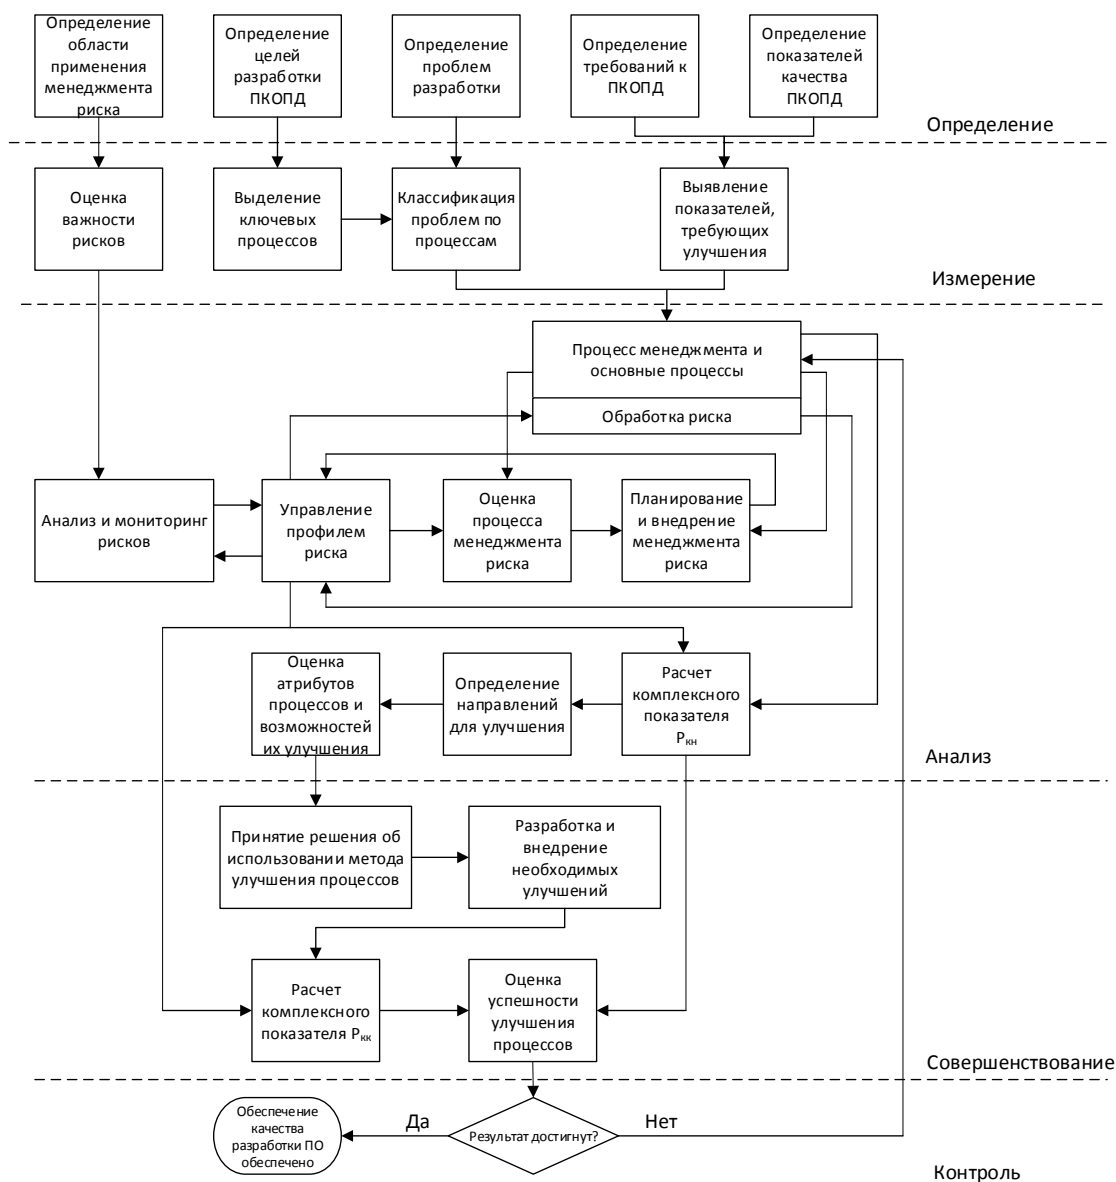 Определение
области
применения
менеджмента
риска
Определение
целей
разработки
ПКОПД
Определение
проблем
разработки
Определение
требований к
ПКОПД
Определение
показателей
качества
ПКОПД
Определение
Оценка
важности
рисков
Выделение
ключевых
процессов
Классификация
проблем по
процессам
Выявление
показателей,
требующих
улучшения
Измерение
Процесс менеджмента и
основные процессы
Обработка риска
Анализ и мониторинг
рисков
Управление
профилем
риска
Оценка
процесса
менеджмента
риска
Планирование
и внедрение
менеджмента
риска
Оценка
атрибутов
процессов и
возможностей
их улучшения
Определение
направлений
для улучшения
Расчет
комплексного
показателя
Pкн
Анализ
Принятие решения об
использовании метода
улучшения процессов
Разработка и
внедрение
необходимых
улучшений
Расчет
комплексного
показателя Pкк
Оценка
успешности
улучшения
процессов
Совершенствование
Обеспечение
качества
разработки ПО
обеспечено
Да
Результат достигнут?
Нет
Контроль